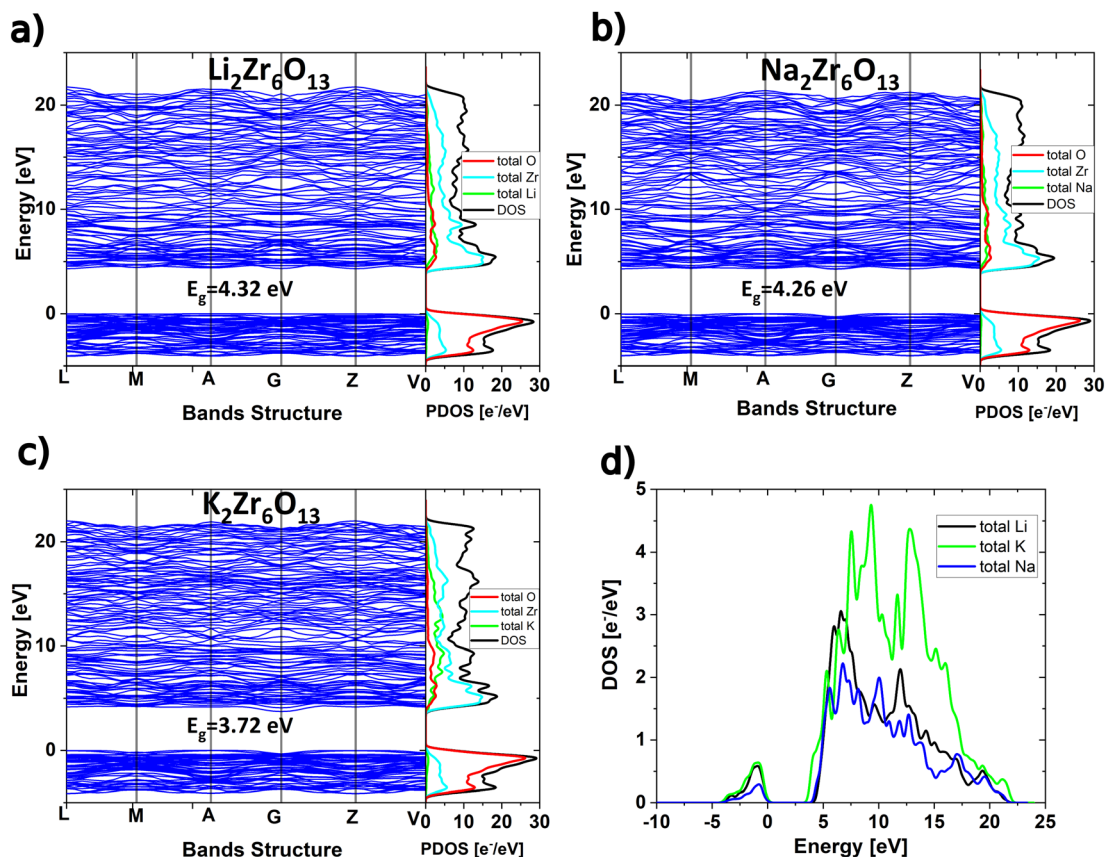 a)
Li₂Zr₆O₁₃
20
10
0
Energy [eV]
total O
total Zr
total Li
DOS
E_g=4.32 eV
L M A G Z V 0 10 20 30
Bands Structure
PDOS [e⁻/eV]
b)
Na₂Zr₆O₁₃
20
10
0
Energy [eV]
total O
total Zr
total Na
DOS
E_g=4.26 eV
L M A G Z V 0 10 20 30
Bands Structure
PDOS [e⁻/eV]
c)
K₂Zr₆O₁₃
20
10
0
Energy [eV]
total O
total Zr
total K
DOS
E_g=3.72 eV
L M A G Z V 0 10 20 30
Bands Structure
PDOS [e⁻/eV]
d)
5
4
3
2
1
0
DOS [e⁻/eV]
total Li
total K
total Na
-10 -5 0 5 10 15 20 25
Energy [eV]